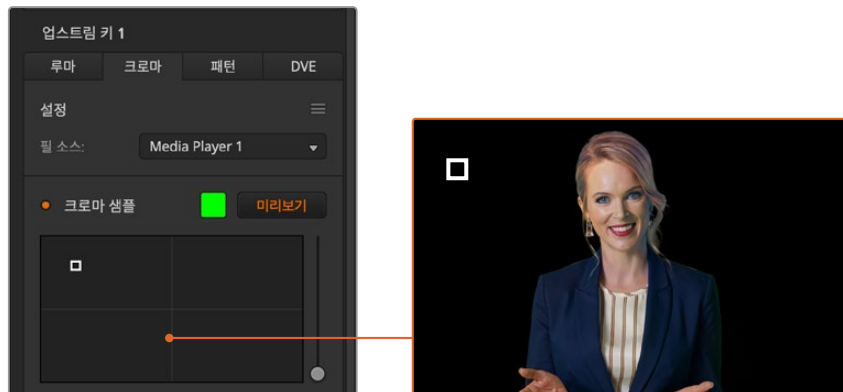 업스트림 키 1
루마 크로마 패턴 DVE
설정
필 소스: Media Player 1
크로마 샘플 미리보기